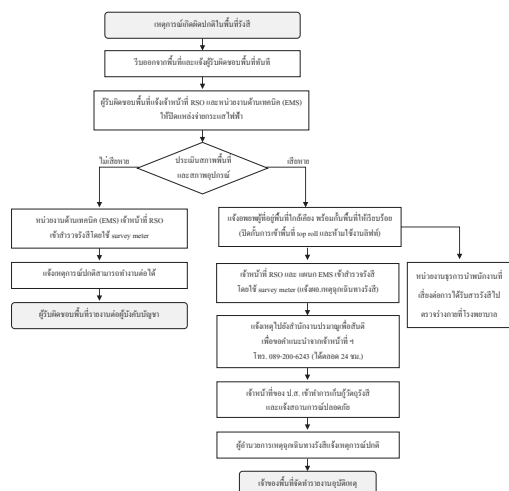 เหตุการณ์เกิดผิดปกติในพื้นที่รังสี
รีบออกจากพื้นที่และแจ้งผู้รับผิดชอบพื้นที่ทันที
ผู้รับผิดชอบพื้นที่แจ้งเจ้าหน้าที่ RSO และหน่วยงานด้านเทคนิค (EMS)
ให้ปิดแหล่งจ่ายกระแสไฟฟ้า
ประเมินสภาพพื้นที่
และสภาพอุปกรณ์
ไม่เสียหาย
เสียหาย
หน่วยงานด้านเทคนิค (EMS) เจ้าหน้าที่ RSO
เข้าสำรวจรังสีโดยใช้ survey meter
แจ้งเหตุการณ์ปกติสามารถทำงานต่อได้
ผู้รับผิดชอบพื้นที่รายงานต่อผู้บังคับบัญชา
แจ้งอพยพผู้ที่อยู่พื้นที่ใกล้เคียง พร้อมกั้นพื้นที่ให้เรียบร้อย
(ปิดกั้นการเข้าพื้นที่ top roll และห้ามใช้งานลิฟท์)
เจ้าหน้าที่ RSO และ แผนก EMS เข้าสำรวจรังสี
โดยใช้ survey meter (แจ้งผอ.เหตุฉุกเฉินทางรังสี)
หน่วยงานธุรการนำพนักงานที่
เสี่ยงต่อการได้รับสารรังสีไป
ตรวจร่างกายที่โรงพยาบาล
แจ้งเหตุไปยังสำนักงานปรมาณูเพื่อสันติ
เพื่อขอคำแนะนำจากเจ้าหน้าที่ ฯ
โทร. 089-200-6243 (ได้ตลอด 24 ชม.)
เจ้าหน้าที่ของ ป.ส. เข้าทำการเก็บกู้วัตถุรังสี
และแจ้งสถานการณ์ปลอดภัย
ผู้อำนวยการเหตุฉุกเฉินทางรังสีแจ้งเหตุการณ์ปกติ
เจ้าของพื้นที่จัดทำรายงานอุบัติเหตุ